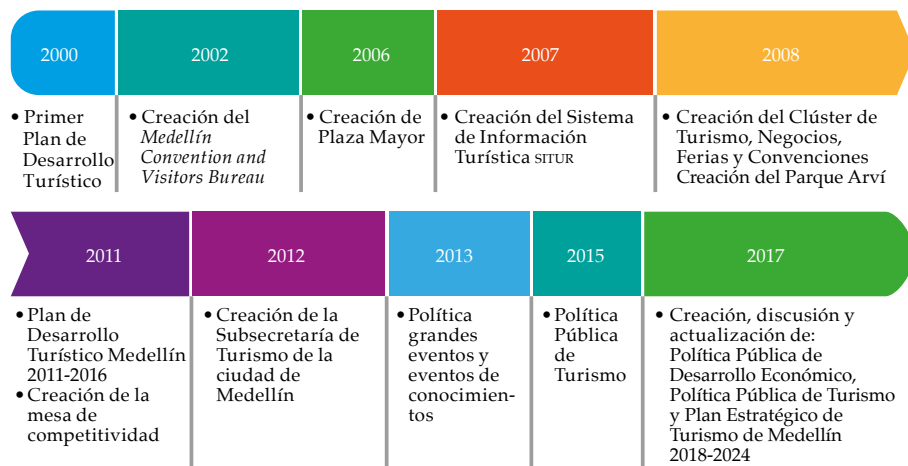 2000
2002
2006
2007
2008
• Primer
Plan de
Desarrollo
Turístico
• Creación del
Medellín
Convention and
Visitors Bureau
• Creación de
Plaza Mayor
• Creación del Sistema
de Información
Turística SITUR
• Creación del Clúster de
Turismo, Negocios,
Ferias y Convenciones
Creación del Parque Arví
2011
2012
2013
2015
2017
• Plan de
Desarrollo
Turístico Medellín
2011-2016
• Creación de la
mesa de
competitividad
• Creación de la
Subsecretaría de
Turismo de la
ciudad de
Medellín
• Política
grandes
eventos y
eventos de
conocimien-
tos
• Política
Pública
de
Turismo
• Creación, discusión y
actualización de:
Política Pública de
Desarrollo Económico,
Política Pública de Turismo
y Plan Estratégico de
Turismo de Medellín
2018-2024